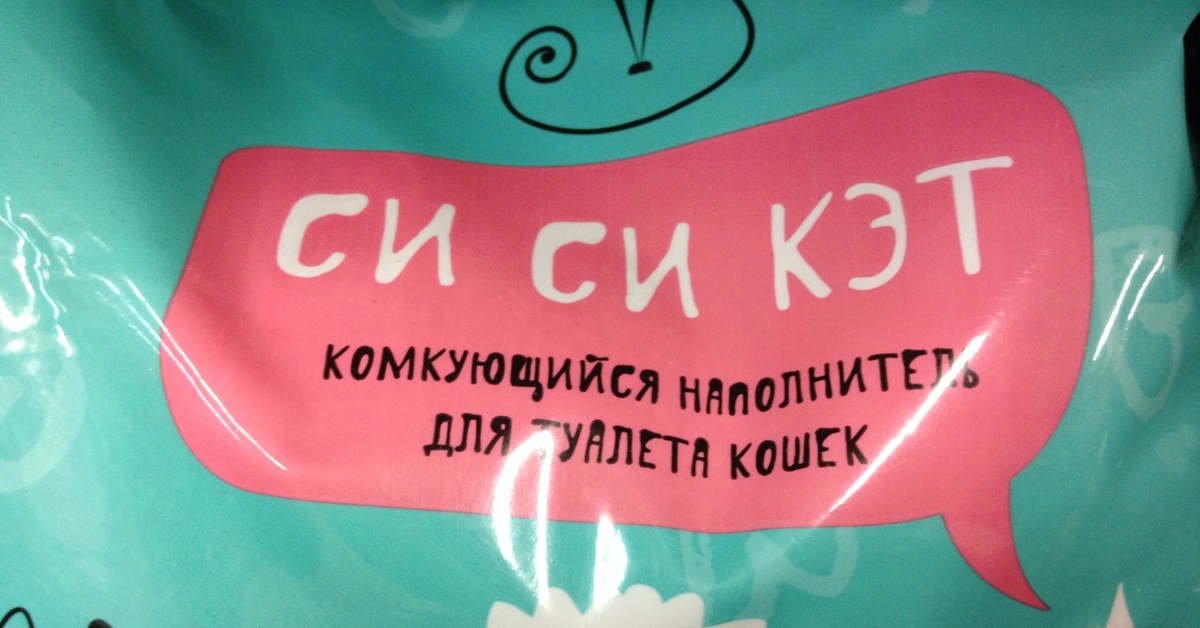 СИ СИ КЭТ
КОМКУЮЩИЙСЯ НАПОЛНИТЕЛЬ
ДЛЯ ТУАЛЕТА КОШЕК